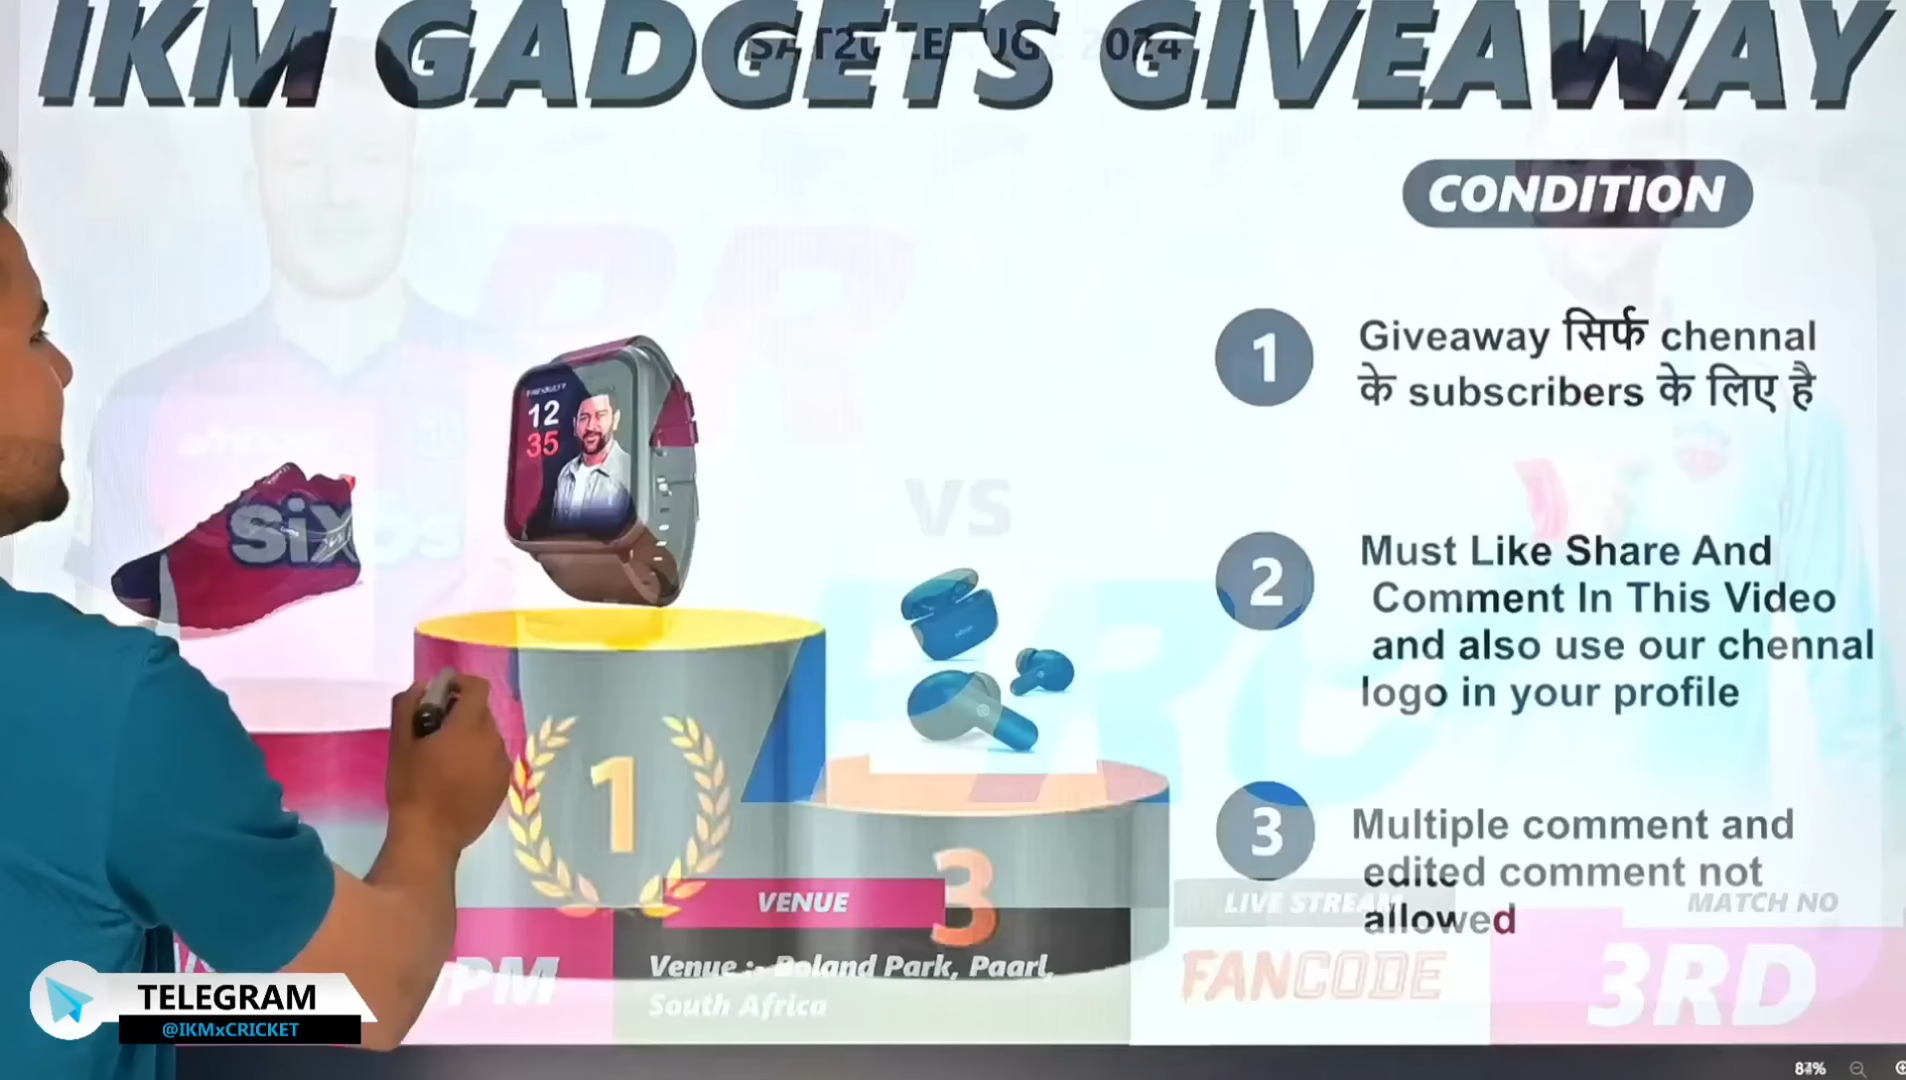 IKM GADGETS GIVEAWAY
CONDITION
1
Giveaway सिर्फ chennal
के subscribers के लिए है
2
Must Like Share And
Comment In This Video
and also use our chennal
logo in your profile
3
Multiple comment and
edited comment not
allowed
12
35
SiXos
VS
1
3
VENUE
Venue :- Boland Park, Paarl,
South Africa
PM
LIVE STREAM
FANCODE
MATCH NO
3RD
TELEGRAM
@IKMxCRICKET